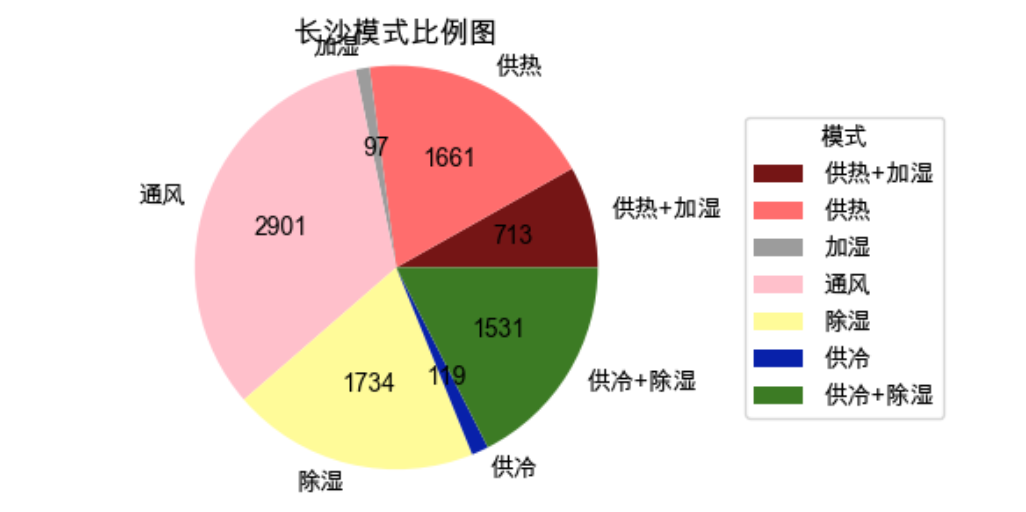 长沙模式比例图
加湿
供热
97
1661
通风
2901
供热+加湿
713
1531
1734
119
供冷+除湿
供冷
除湿
模式
供热+加湿
供热
加湿
通风
除湿
供冷
供冷+除湿